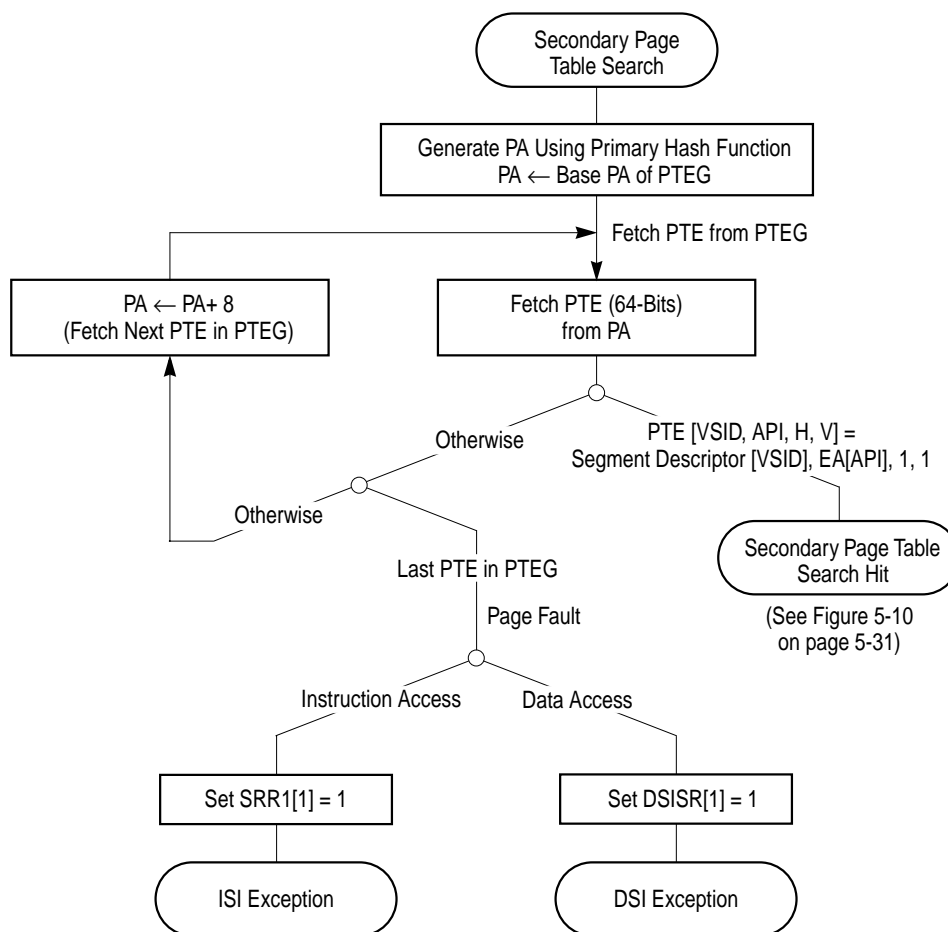 Secondary Page
Table Search
Generate PA Using Primary Hash Function
PA ← Base PA of PTEG
Fetch PTE from PTEG
PA ← PA+ 8
(Fetch Next PTE in PTEG)
Fetch PTE (64-Bits)
from PA
Otherwise
PTE [VSID, API, H, V] =
Segment Descriptor [VSID], EA[API], 1, 1
Otherwise
Secondary Page Table
Search Hit
Last PTE in PTEG
(See Figure 5-10
on page 5-31)
Page Fault
Instruction Access
Data Access
Set SRR1[1] = 1
Set DSISR[1] = 1
ISI Exception
DSI Exception